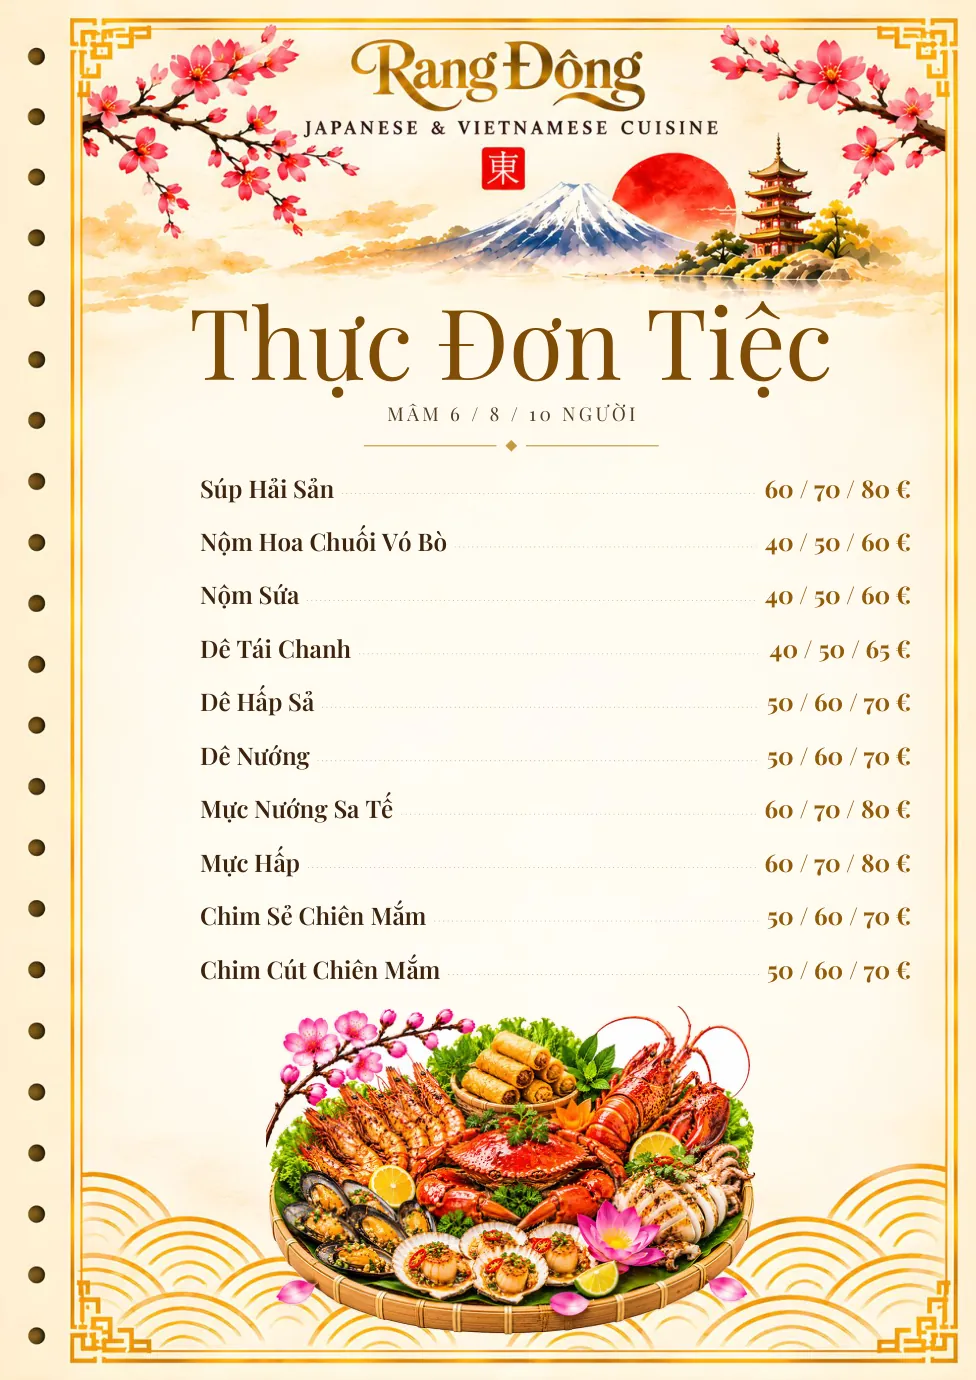 Rang Đông
JAPANESE & VIETNAMESE CUISINE
東
Thực Đơn Tiệc
MÂM 6 / 8 / 10 NGƯỜI
Súp Hải Sản 60 / 70 / 80 €
Nộm Hoa Chuối Vó Bò 40 / 50 / 60 €
Nộm Sứa 40 / 50 / 60 €
Dê Tái Chanh 40 / 50 / 65 €
Dê Hấp Sả 50 / 60 / 70 €
Dê Nướng 50 / 60 / 70 €
Mực Nướng Sa Tế 60 / 70 / 80 €
Mực Hấp 60 / 70 / 80 €
Chim Sẻ Chiên Mắm 50 / 60 / 70 €
Chim Cút Chiên Mắm 50 / 60 / 70 €